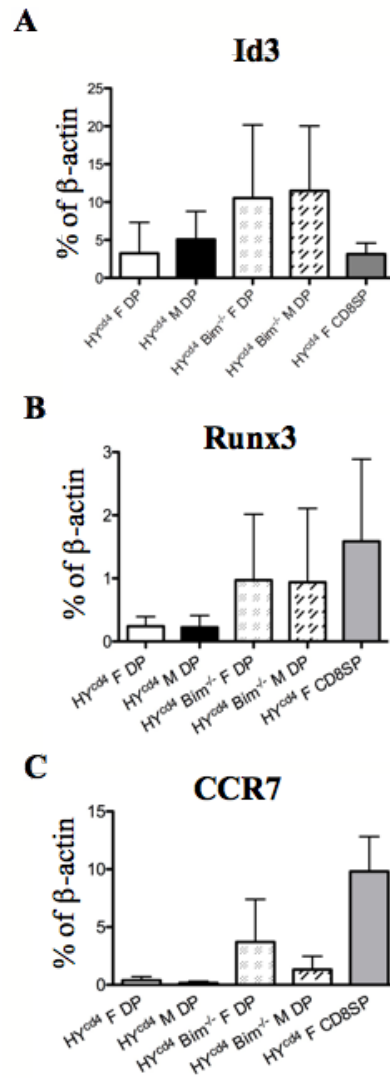 A
Id3
% of β-actin
25
20
15
10
5
0
HYcd4 F DP
HYcd4 M DP
HYcd4 Bim-/- F DP
HYcd4 Bim-/- M DP
HYcd4 F CD8SP
B
Runx3
% of β-actin
3
2
1
0
HYcd4 F DP
HYcd4 M DP
HYcd4 Bim-/- F DP
HYcd4 Bim-/- M DP
HYcd4 F CD8SP
C
CCR7
% of β-actin
15
10
5
0
HYcd4 F DP
HYcd4 M DP
HYcd4 Bim-/- F DP
HYcd4 Bim-/- M DP
HYcd4 F CD8SP